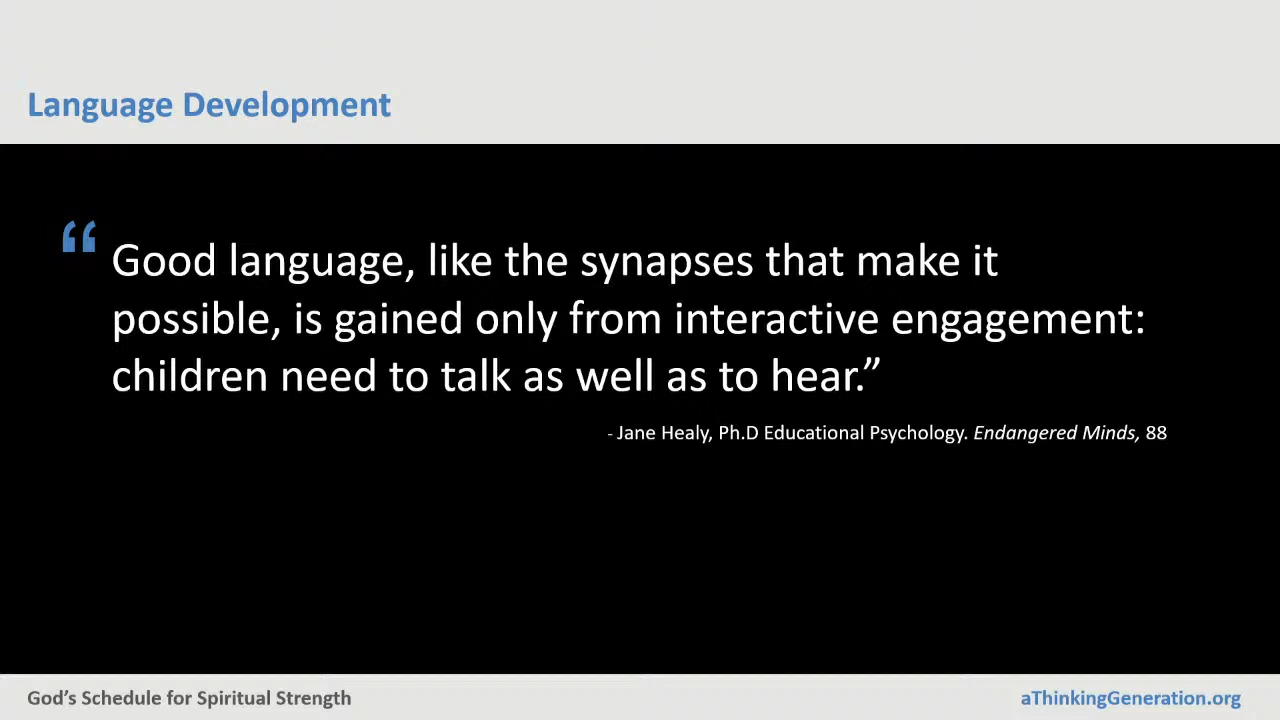 Language Development
“ Good language, like the synapses that make it
possible, is gained only from interactive engagement:
children need to talk as well as to hear.”
- Jane Healy, Ph.D Educational Psychology. Endangered Minds, 88
God’s Schedule for Spiritual Strength
aThinkingGeneration.org